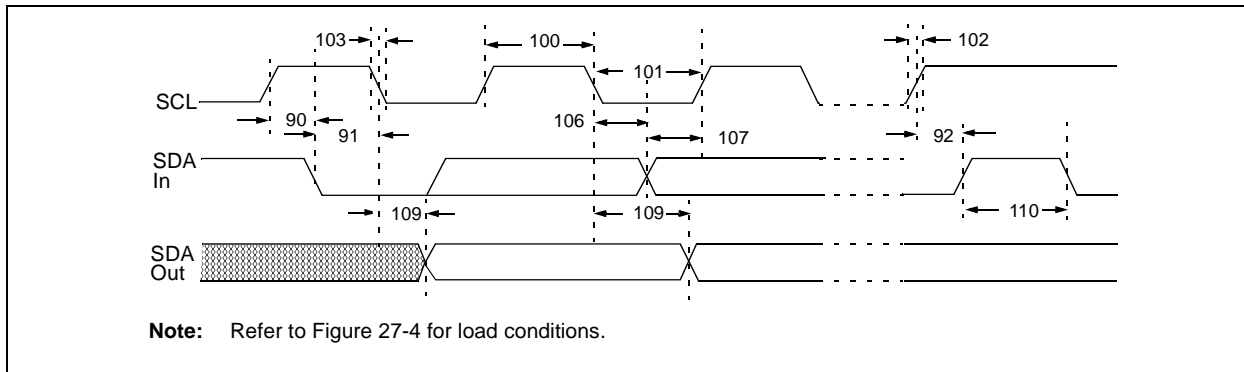 103
100
102
101
SCL
90
91
106
107
92
SDA
In
109
109
110
SDA
Out
Note: Refer to Figure 27-4 for load conditions.